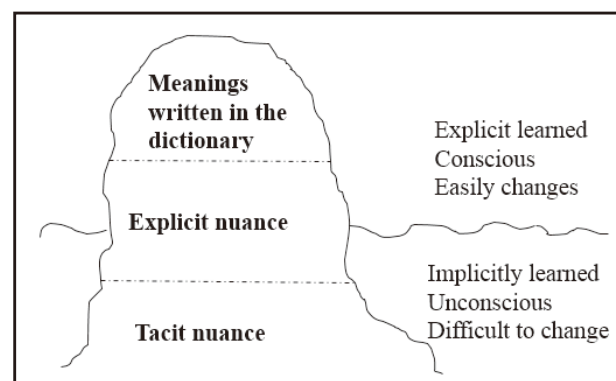 Meanings
written in the
dictionary
Explicit learned
Conscious
Easily changes
Explicit nuance
Implicitly learned
Unconscious
Difficult to change
Tacit nuance